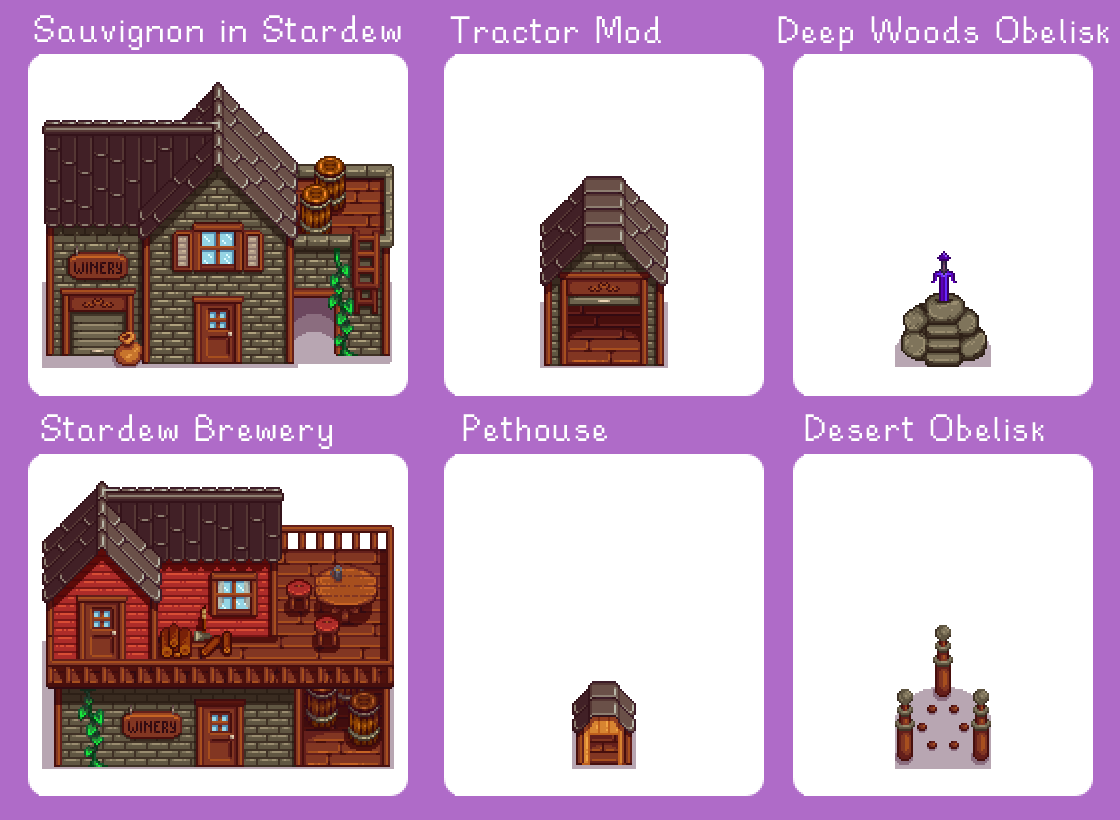 Sauvignon in Stardew
Tractor Mod
Deep Woods Obelisk
WINERY
Stardew Brewery
Pethouse
Desert Obelisk
WINERY